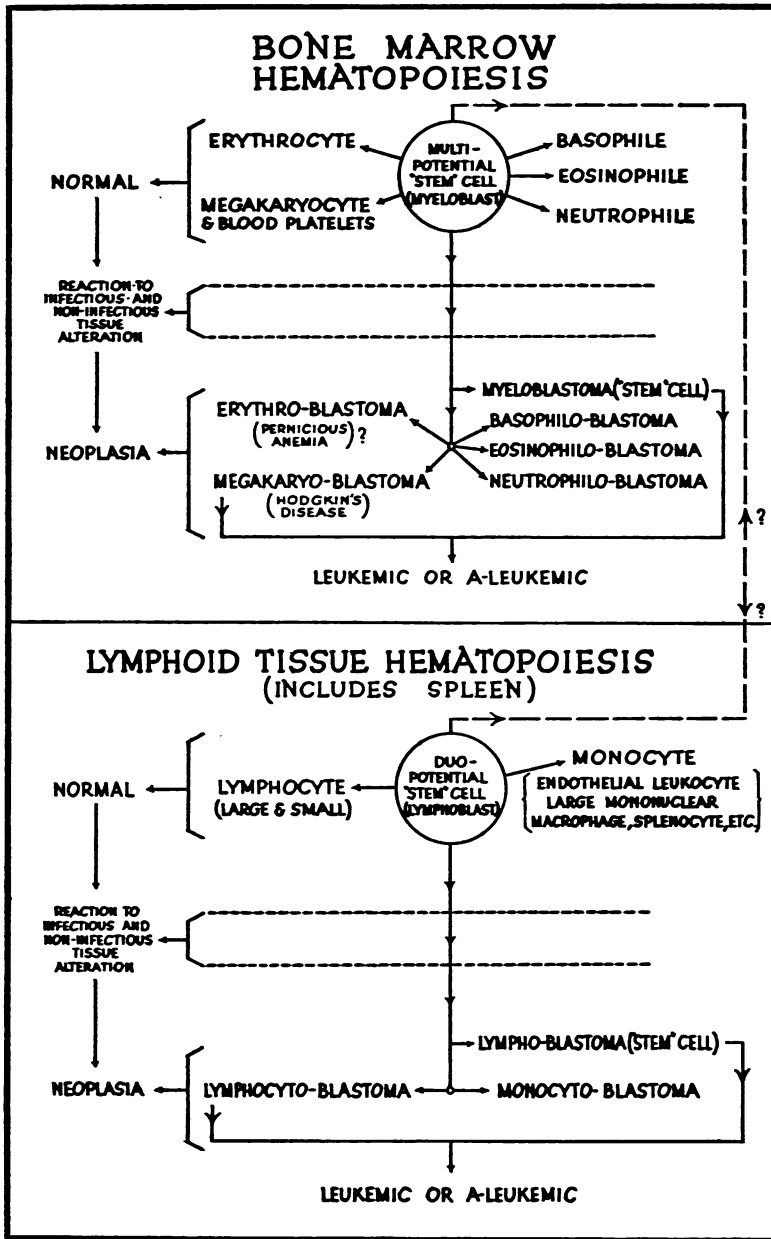 BONE MARROW
HEMATOPOIESIS
ERYTHROCYTE
MEGAKARYOCYTE
& BLOOD PLATELETS
NORMAL
MULTI-
POTENTIAL
"STEM" CELL
(MYELOBLAST)
BASOPHILE
EOSINOPHILE
NEUTROPHILE
REACTION-TO
INFECTIOUS-AND
NON-INFECTIOUS
TISSUE
ALTERATION
MYELOBLASTOMA ("STEM" CELL)
ERYTHRO-BLASTOMA
(PERNICIOUS
ANEMIA) ?
BASOPHILO-BLASTOMA
NEOPLASIA
EOSINOPHILO-BLASTOMA
MEGAKARYO-BLASTOMA
(HODGKIN'S
DISEASE)
NEUTROPHILO-BLASTOMA
?
LEUKEMIC OR A-LEUKEMIC
?
LYMPHOID TISSUE HEMATOPOIESIS
(INCLUDES SPLEEN)
NORMAL
LYMPHOCYTE
(LARGE & SMALL)
DUO-
POTENTIAL
"STEM" CELL
(LYMPHOBLAST)
MONOCYTE
ENDOTHELIAL LEUKOCYTE
LARGE MONONUCLEAR
MACROPHAGE, SPLENOCYTE, ETC.
REACTION TO
INFECTIOUS AND
NON-INFECTIOUS
TISSUE
ALTERATION
LYMPHO-BLASTOMA ("STEM" CELL)
NEOPLASIA
LYMPHOCYTO-BLASTOMA
MONOCYTO-BLASTOMA
LEUKEMIC OR A-LEUKEMIC